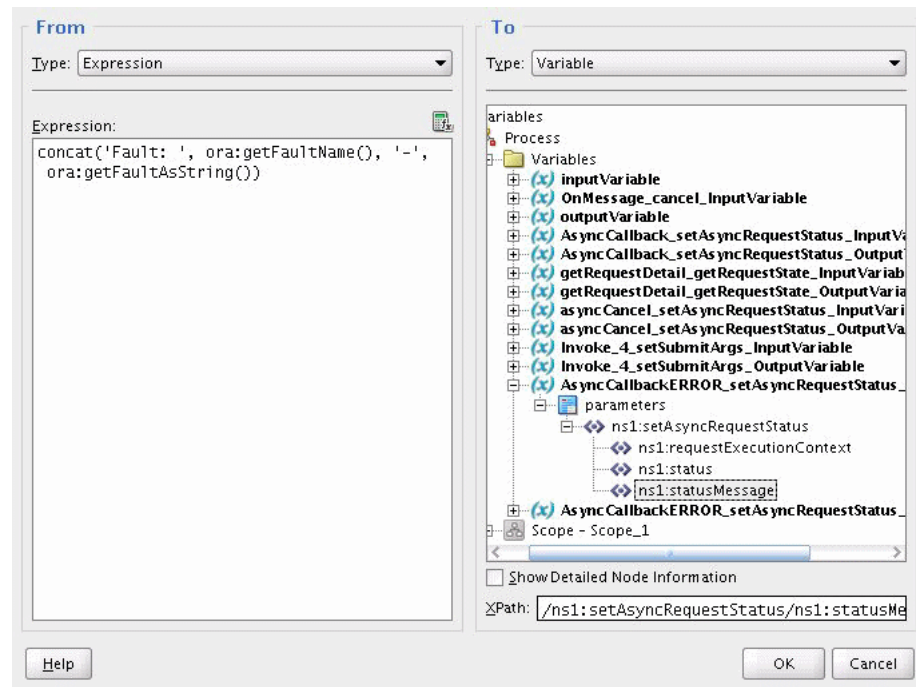 From
Type: Expression
Expression:
concat('Fault: ', ora:getFaultName(), '-',
ora:getFaultAsString())
To
Type: Variable
ariables
Process
Variables
(x) inputVariable
(x) OnMessage_cancel_InputVariable
(x) outputVariable
(x) AsyncCallback_setAsyncRequestStatus_InputVa
(x) AsyncCallback_setAsyncRequestStatus_Output
(x) getRequestDetail_getRequestState_InputVariab
(x) getRequestDetail_getRequestState_OutputVaria
(x) asyncCancel_setAsyncRequestStatus_InputVari
(x) asyncCancel_setAsyncRequestStatus_OutputVa
(x) Invoke_4_setSubmitArgs_InputVariable
(x) Invoke_4_setSubmitArgs_OutputVariable
(x) AsyncCallbackERROR_setAsyncRequestStatus_
parameters
ns1:setAsyncRequestStatus
ns1:requestExecutionContext
ns1:status
ns1:statusMessage
(x) AsyncCallbackERROR_setAsyncRequestStatus_
Scope - Scope_1
Show Detailed Node Information
XPath: /ns1:setAsyncRequestStatus/ns1:statusMe
Help
OK
Cancel